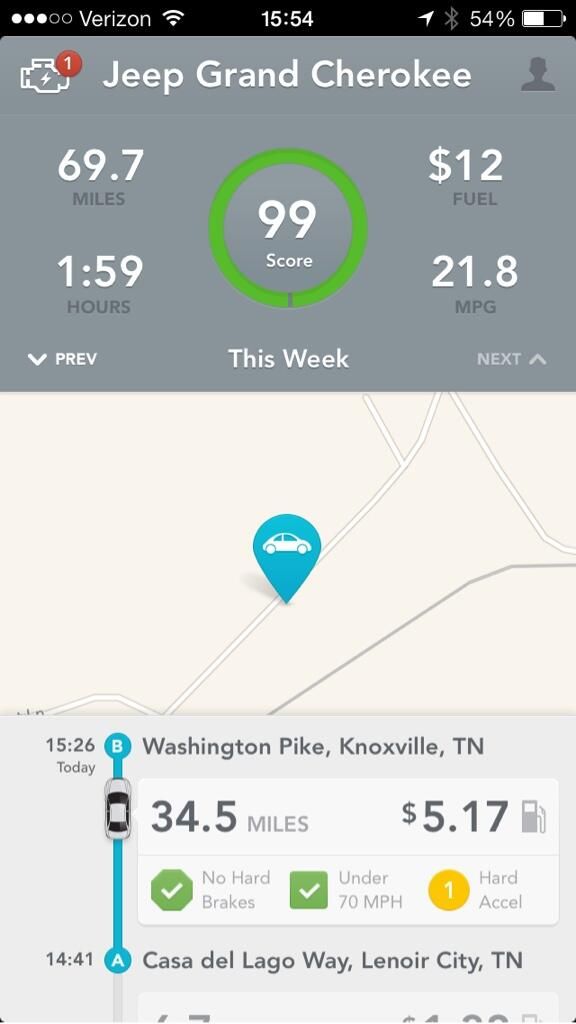 Verizon 15:54 54%
1 Jeep Grand Cherokee
69.7 $12
MILES FUEL
99
Score
1:59 21.8
HOURS MPG
PREV This Week NEXT
15:26 B Washington Pike, Knoxville, TN
Today
34.5 MILES $5.17
No Hard Under 1 Hard
Brakes 70 MPH Accel
14:41 A Casa del Lago Way, Lenoir City, TN